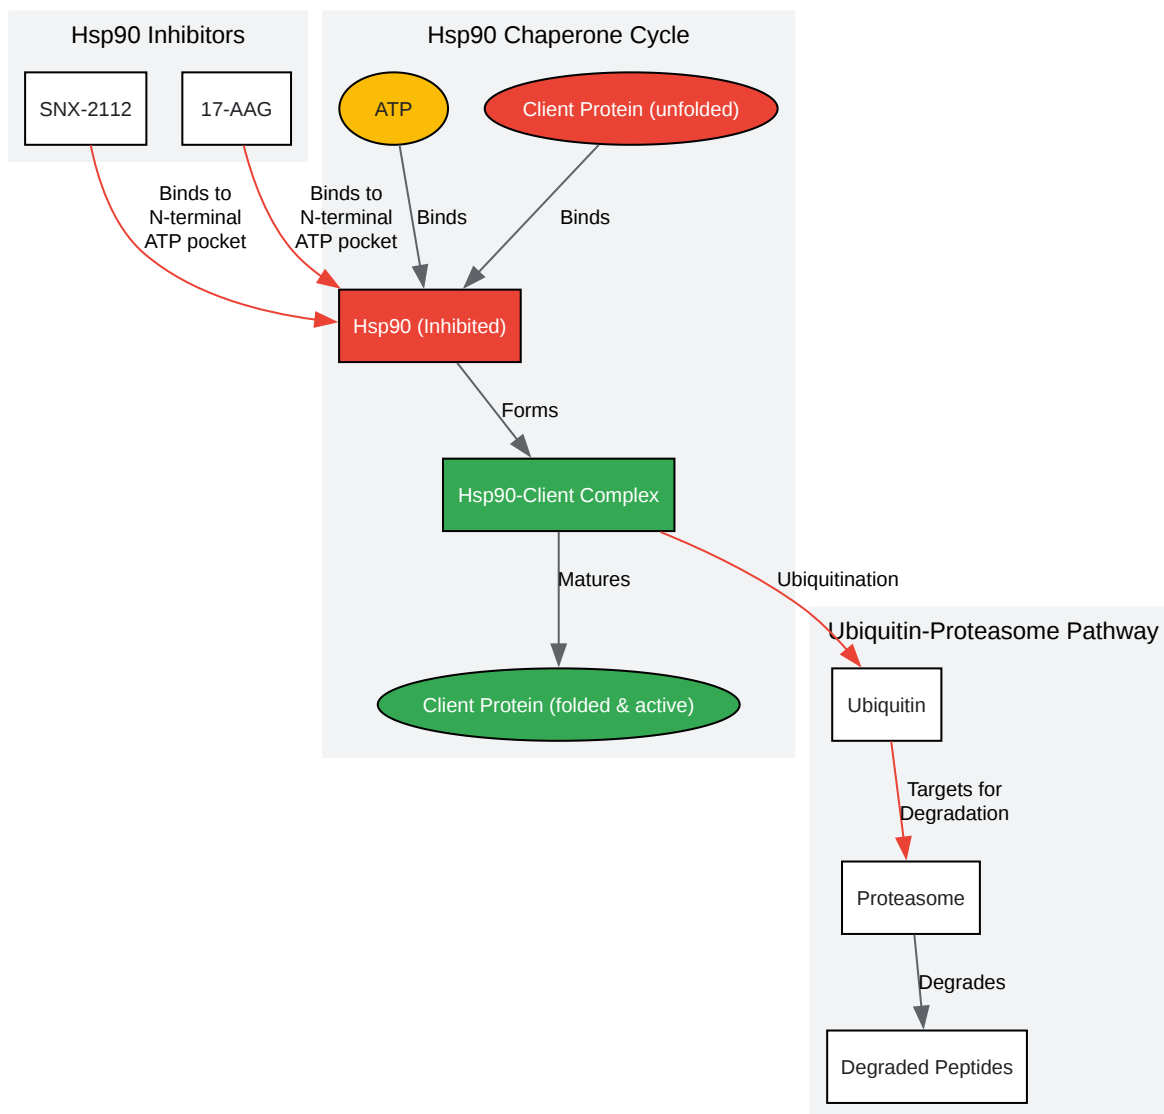 Hsp90 Inhibitors
Hsp90 Chaperone Cycle
SNX-2112
17-AAG
ATP
Client Protein (unfolded)
Binds to
N-terminal
ATP pocket
Binds to
N-terminal
ATP pocket
Binds
Binds
Hsp90 (Inhibited)
Forms
Hsp90-Client Complex
Matures
Ubiquitination
Ubiquitin-Proteasome Pathway
Client Protein (folded & active)
Ubiquitin
Targets for
Degradation
Proteasome
Degrades
Degraded Peptides